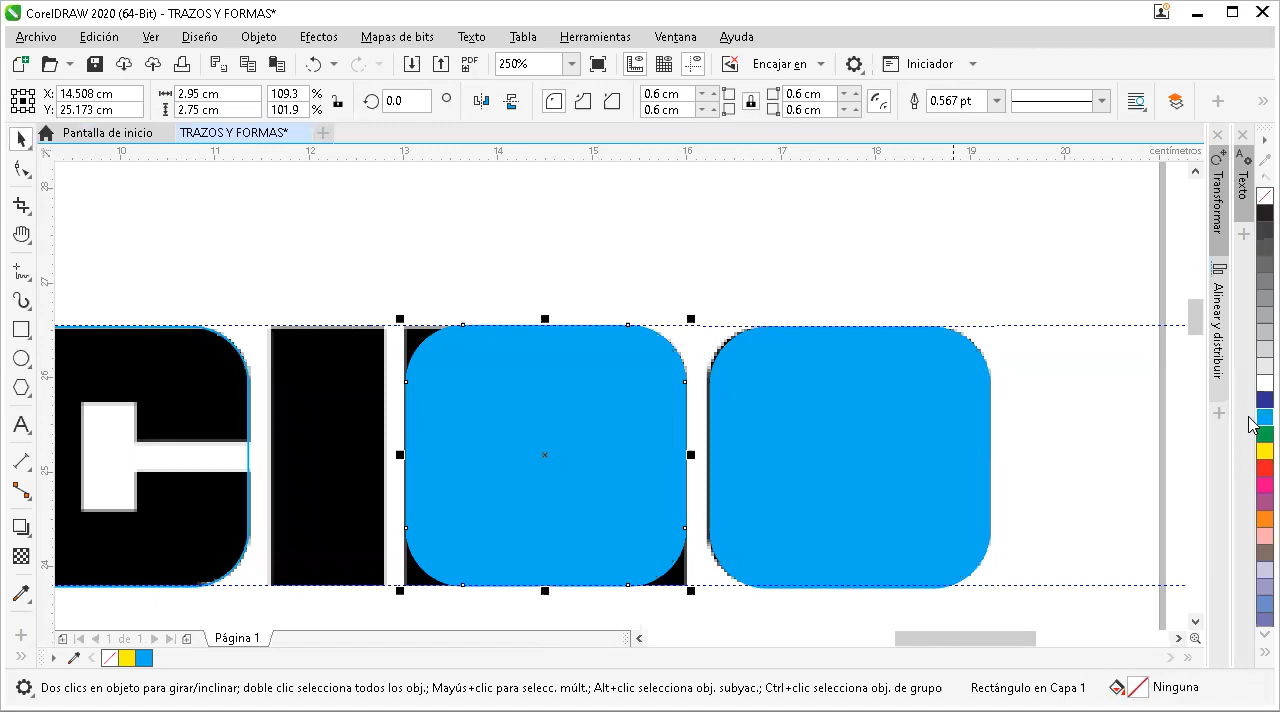 CorelDRAW 2020 (64-Bit) - TRAZOS Y FORMAS*
Archivo Edición Ver Diseño Objeto Efectos Mapas de bits Texto Tabla Herramientas Ventana Ayuda
PDF 250% Encajar en Iniciador
X: 14.508 cm 2.95 cm 109.3 % 0.0 0.6 cm 0.6 cm 0.567 pt
Y: 25.173 cm 2.75 cm 101.9 % 0.6 cm 0.6 cm
Pantalla de inicio TRAZOS Y FORMAS*
10 11 12 13 14 15 16 17 18 19 20 centímetros
28
27
26
25
24
Transformar
Alinear y distribuir
Texto
1 de 1 Página 1
Dos clics en objeto para girar/inclinar; doble clic selecciona todos los obj.; Mayús+clic para selecc. múlt.; Alt+clic selecciona obj. subyac.; Ctrl+clic selecciona obj. de grupo Rectángulo en Capa 1 Ninguna